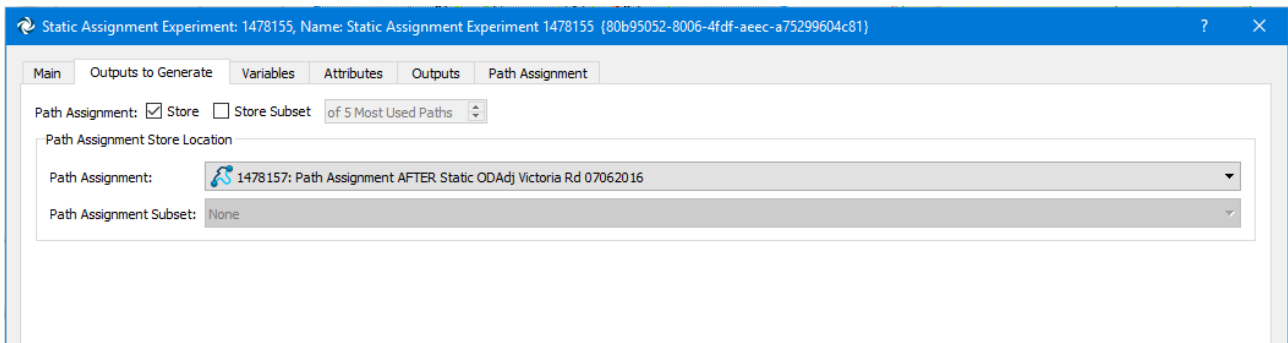 Static Assignment Experiment: 1478155, Name: Static Assignment Experiment 1478155 {80b95052-8006-4fdf-aeec-a75299604c81} ?
Main Outputs to Generate Variables Attributes Outputs Path Assignment
Path Assignment: Store Store Subset of 5 Most Used Paths
Path Assignment Store Location
Path Assignment: 1478157: Path Assignment AFTER Static ODAdj Victoria Rd 07062016
Path Assignment Subset: None